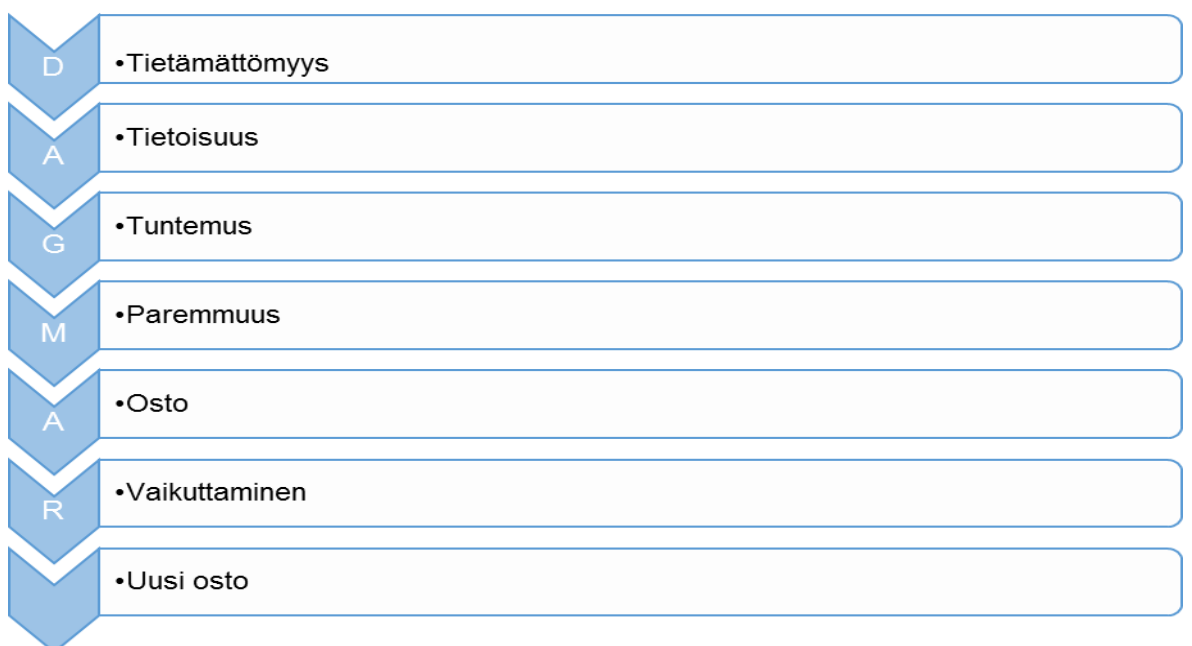 D •Tietämättömyys
A •Tietoisuus
G •Tuntemus
M •Paremmuus
A •Osto
R •Vaikuttaminen
•Uusi osto